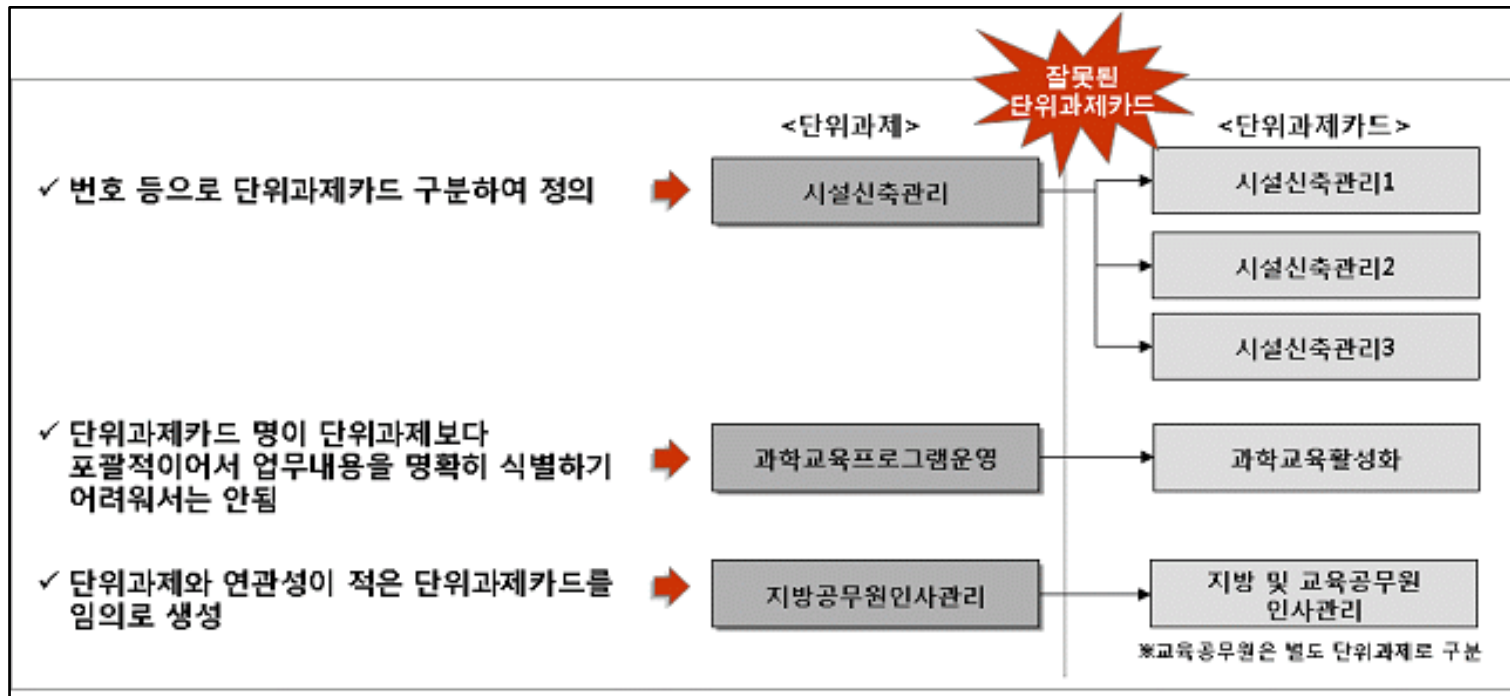 잘못된
단위과제카드
<단위과제>
<단위과제카드>
✓ 번호 등으로 단위과제카드 구분하여 정의
시설신축관리
시설신축관리1
시설신축관리2
시설신축관리3
✓ 단위과제카드 명이 단위과제보다
포괄적이어서 업무내용을 명확히 식별하기
어려워서는 안됨
과학교육프로그램운영
과학교육활성화
✓ 단위과제와 연관성이 적은 단위과제카드를
임의로 생성
지방공무원인사관리
지방 및 교육공무원
인사관리
※교육공무원은 별도 단위과제로 구분